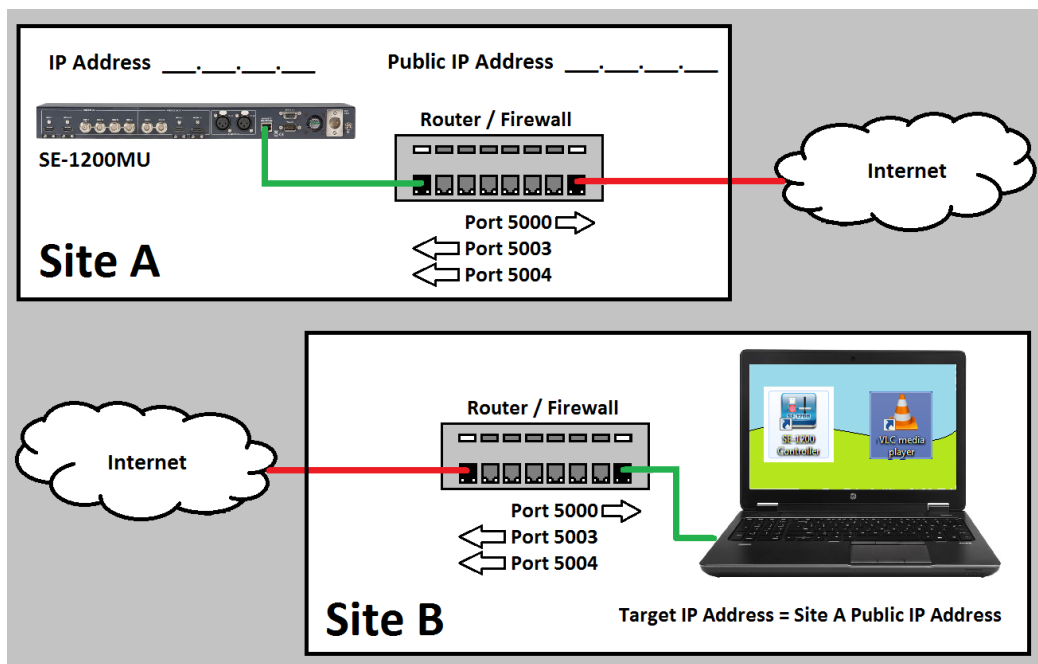 IP Address ___.___.___.___
Public IP Address ___.___.___.___
Router / Firewall
SE-1200MU
Internet
Port 5000
Port 5003
Port 5004
Site A
Router / Firewall
Internet
SE-1200
Controller
VLC media
player
Port 5000
Port 5003
Port 5004
Site B
Target IP Address = Site A Public IP Address